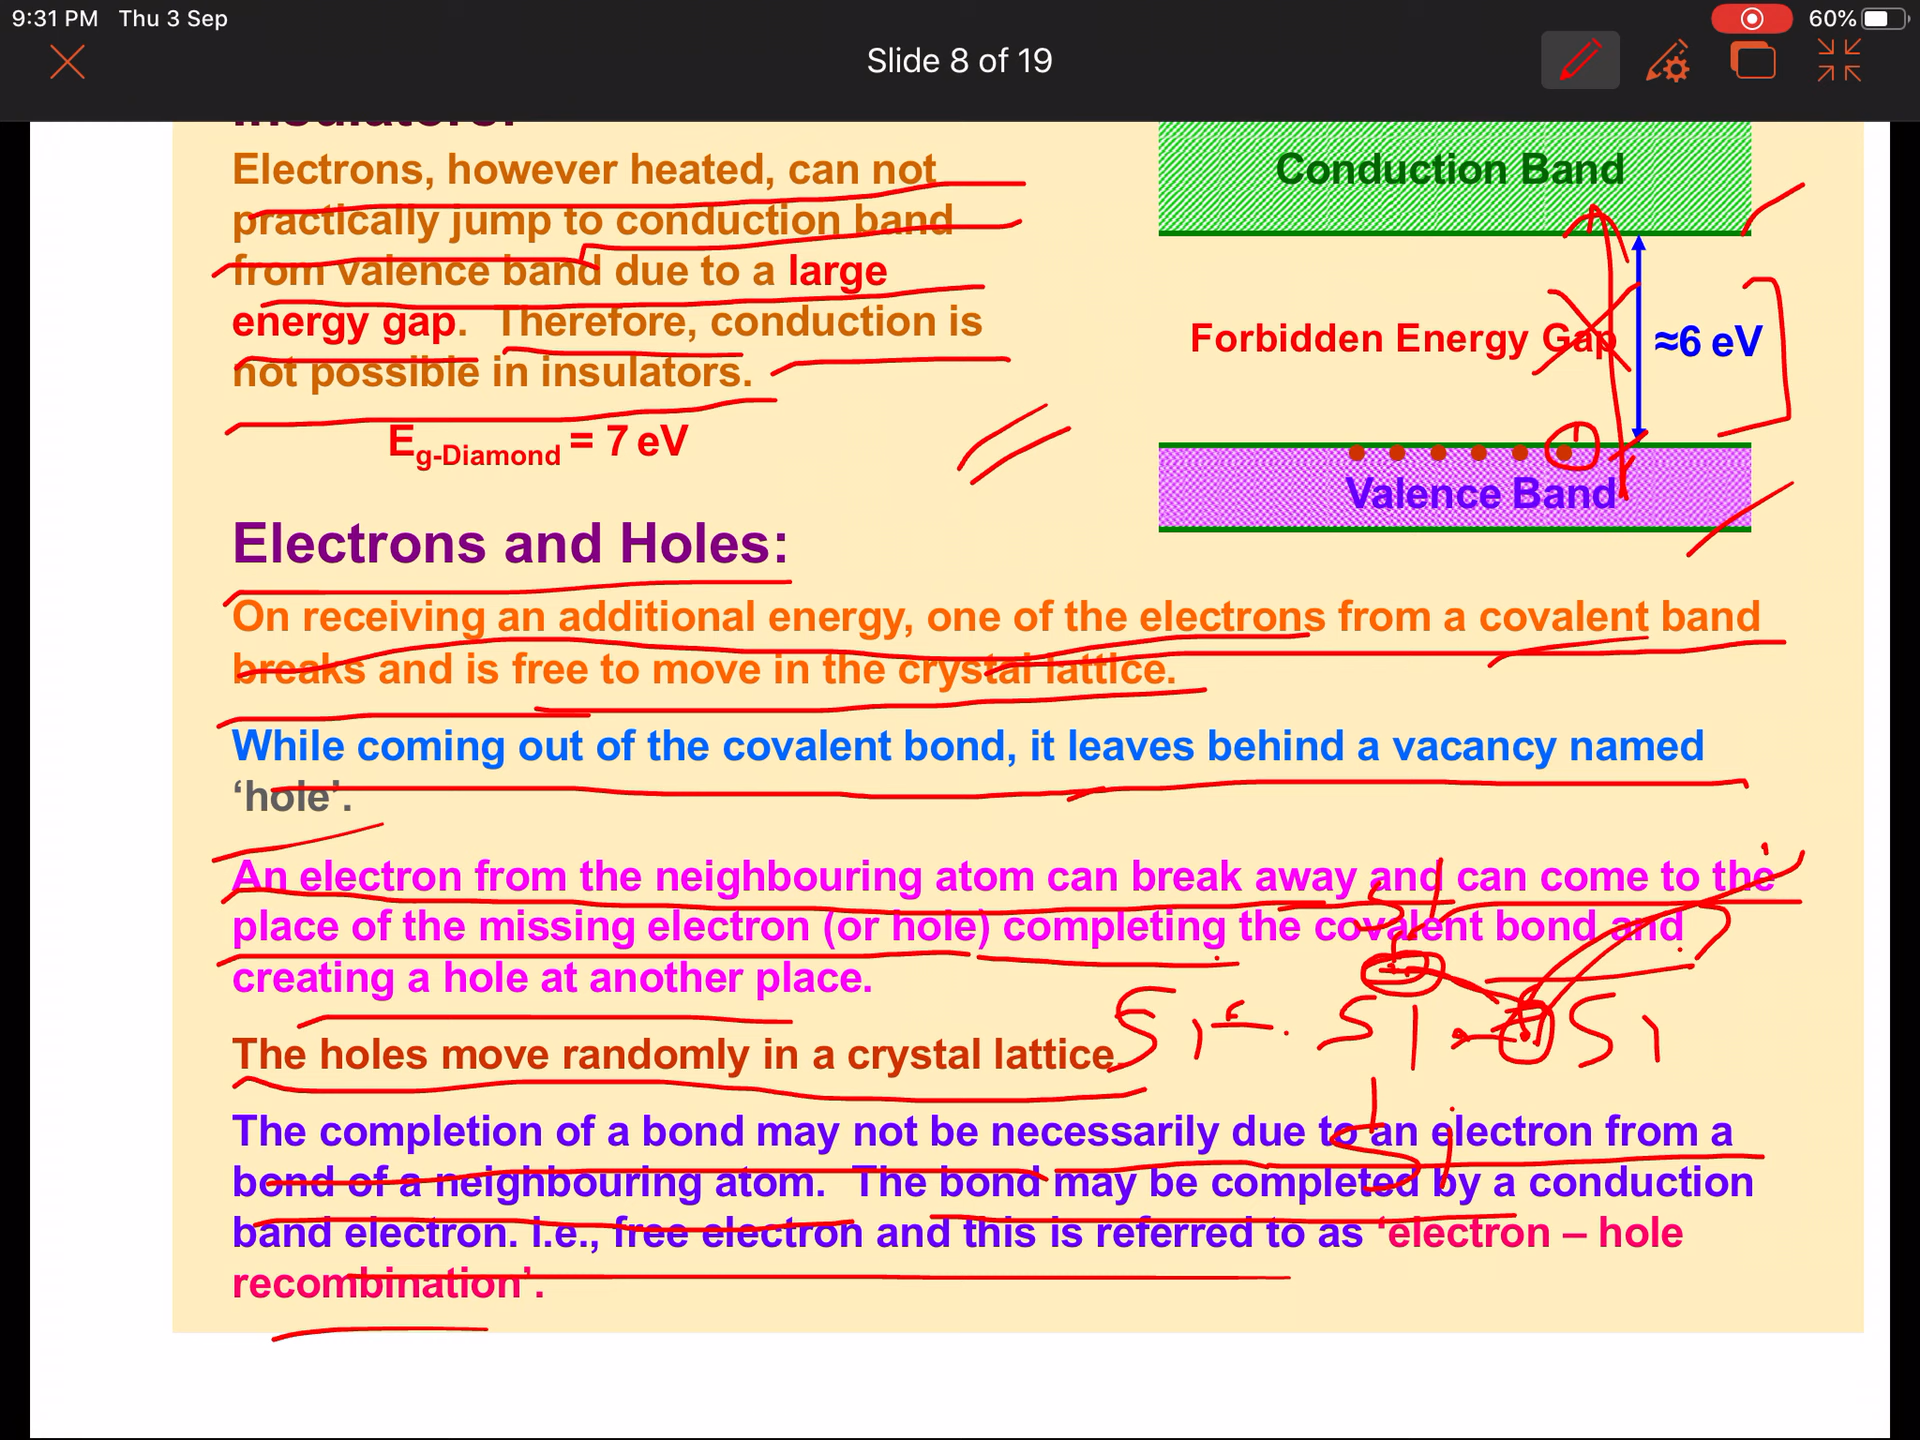 9:31 PM Thu 3 Sep
60%
Slide 8 of 19
Insulators:
Electrons, however heated, can not
practically jump to conduction band
from valence band due to a large
energy gap. Therefore, conduction is
not possible in insulators.
Eg-Diamond = 7 eV
Conduction Band
Forbidden Energy Gap
≈6 eV
Valence Band
Electrons and Holes:
On receiving an additional energy, one of the electrons from a covalent band
breaks and is free to move in the crystal lattice.
While coming out of the covalent bond, it leaves behind a vacancy named
‘hole’.
An electron from the neighbouring atom can break away and can come to the
place of the missing electron (or hole) completing the covalent bond and
creating a hole at another place.
Si
Si Si Si
The holes move randomly in a crystal lattice.
Si
The completion of a bond may not be necessarily due to an electron from a
bond of a neighbouring atom. The bond may be completed by a conduction
band electron. I.e., free electron and this is referred to as ‘electron – hole
recombination’.